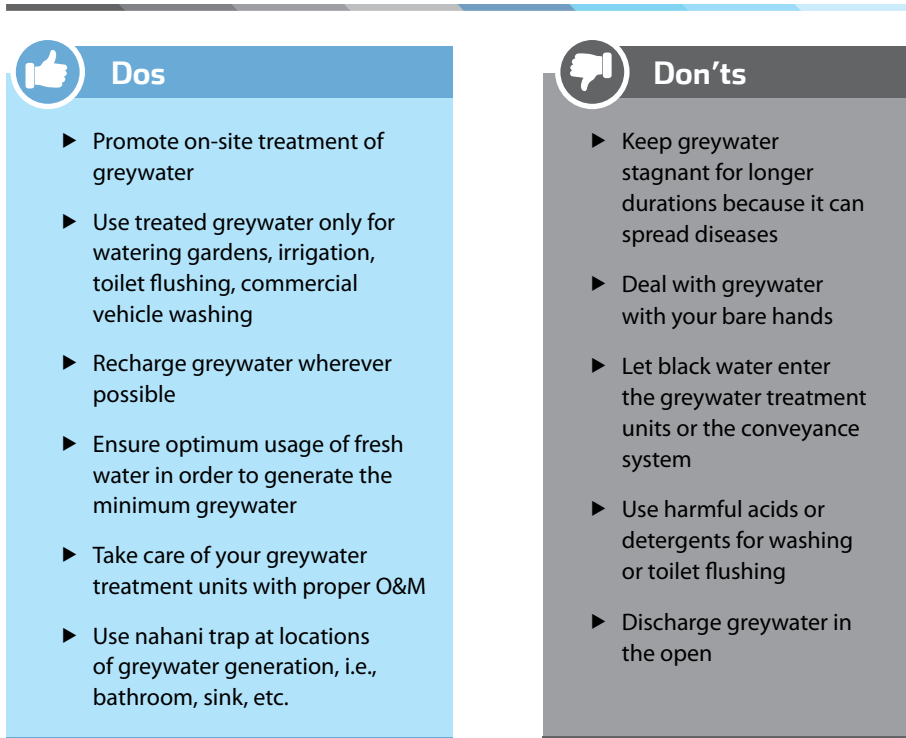 Dos
▶ Promote on-site treatment of
greywater
▶ Use treated greywater only for
watering gardens, irrigation,
toilet flushing, commercial
vehicle washing
▶ Recharge greywater wherever
possible
▶ Ensure optimum usage of fresh
water in order to generate the
minimum greywater
▶ Take care of your greywater
treatment units with proper O&M
▶ Use nahani trap at locations
of greywater generation, i.e.,
bathroom, sink, etc.
Don’ts
▶ Keep greywater
stagnant for longer
durations because it can
spread diseases
▶ Deal with greywater
with your bare hands
▶ Let black water enter
the greywater treatment
units or the conveyance
system
▶ Use harmful acids or
detergents for washing
or toilet flushing
▶ Discharge greywater in
the open